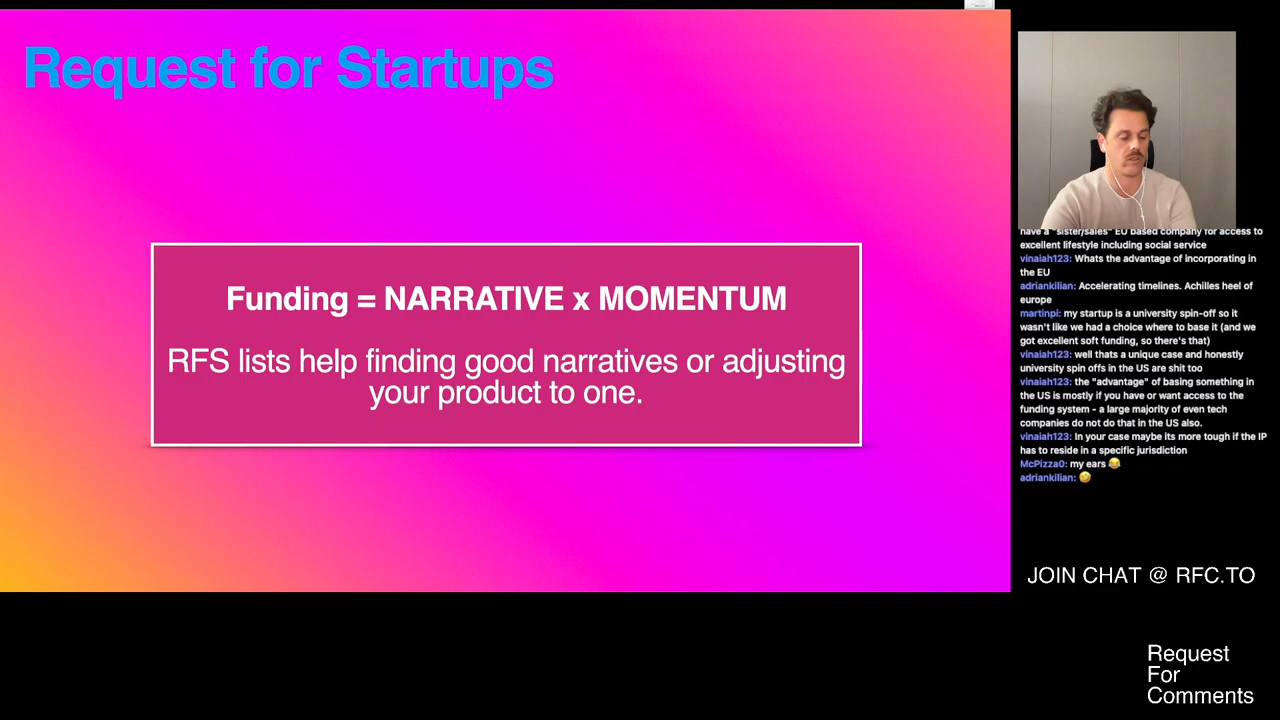 Request for Startups
Funding = NARRATIVE x MOMENTUM
RFS lists help finding good narratives or adjusting
your product to one.
have a "sister/sales" EU based company for access to
excellent lifestyle including social service
vinaiah123: Whats the advantage of incorporating in
the EU
adriankilian: Accelerating timelines. Achilles heel of
europe
martinpi: my startup is a university spin-off so it
wasn't like we had a choice where to base it (and we
got excellent soft funding, so there's that)
vinaiah123: well thats a unique case and honestly
university spin offs in the US are shit too
vinaiah123: the "advantage" of basing something in
the US is mostly if you have or want access to the
funding system - a large majority of even tech
companies do not do that in the US also.
vinaiah123: In your case maybe its more tough if the IP
has to reside in a specific jurisdiction
McPizza0: my ears 😂
adriankilian: 🤣
JOIN CHAT @ RFC.TO
Request
For
Comments